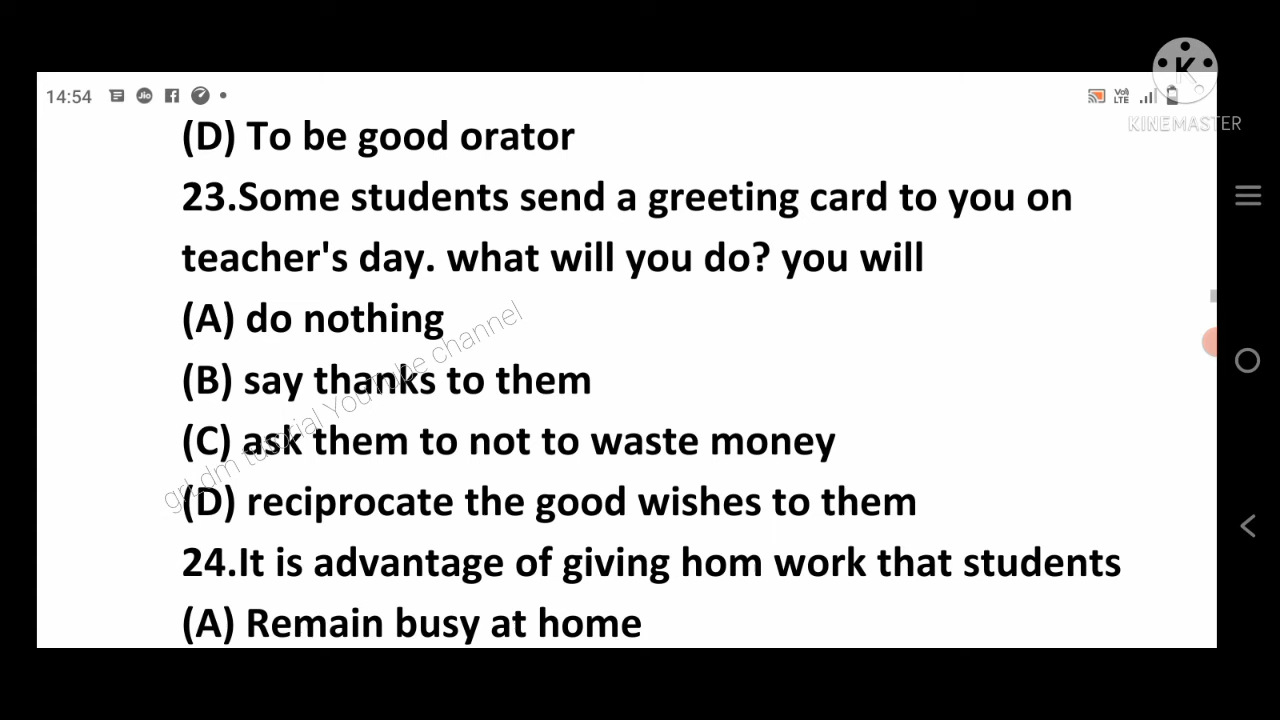 14:54
KINEMASTER
(D) To be good orator
23.Some students send a greeting card to you on
teacher's day. what will you do? you will
(A) do nothing
(B) say thanks to them
(C) ask them to not to waste money
(D) reciprocate the good wishes to them
24.It is advantage of giving hom work that students
(A) Remain busy at home